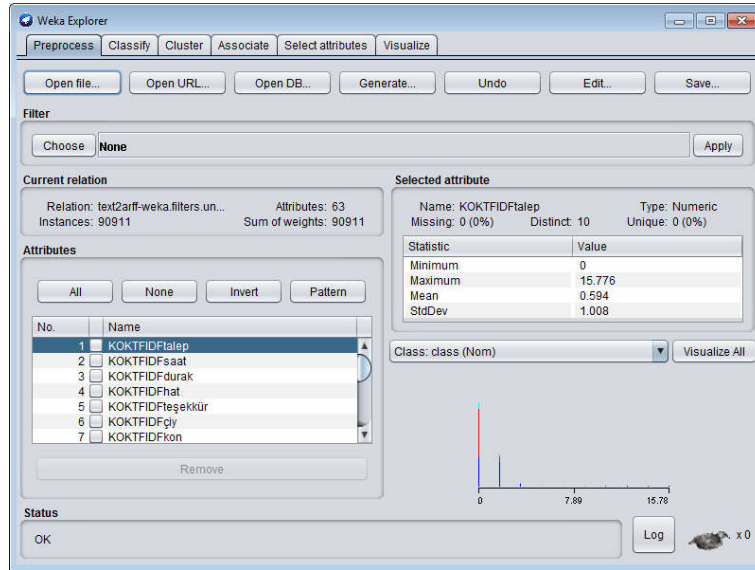 Weka Explorer
Preprocess Classify Cluster Associate Select attributes Visualize
Open file... Open URL... Open DB... Generate... Undo Edit... Save...
Filter
Choose None Apply
Current relation
Relation: text2arff-weka.filters.un... Attributes: 63
Instances: 90911 Sum of weights: 90911
Attributes
All None Invert Pattern
No. Name
1 KOKTFIDFtalep
2 KOKTFIDFsaat
3 KOKTFIDFdurak
4 KOKTFIDFhat
5 KOKTFIDFteşekkür
6 KOKTFIDFçiy
7 KOKTFIDFkon
Remove
Selected attribute
Name: KOKTFIDFtalep Type: Numeric
Missing: 0 (0%) Distinct: 10 Unique: 0 (0%)
Statistic Value
Minimum 0
Maximum 15.776
Mean 0.594
StdDev 1.008
Class: class (Nom) Visualize All
0 7.89 15.78
Status
OK
Log x 0